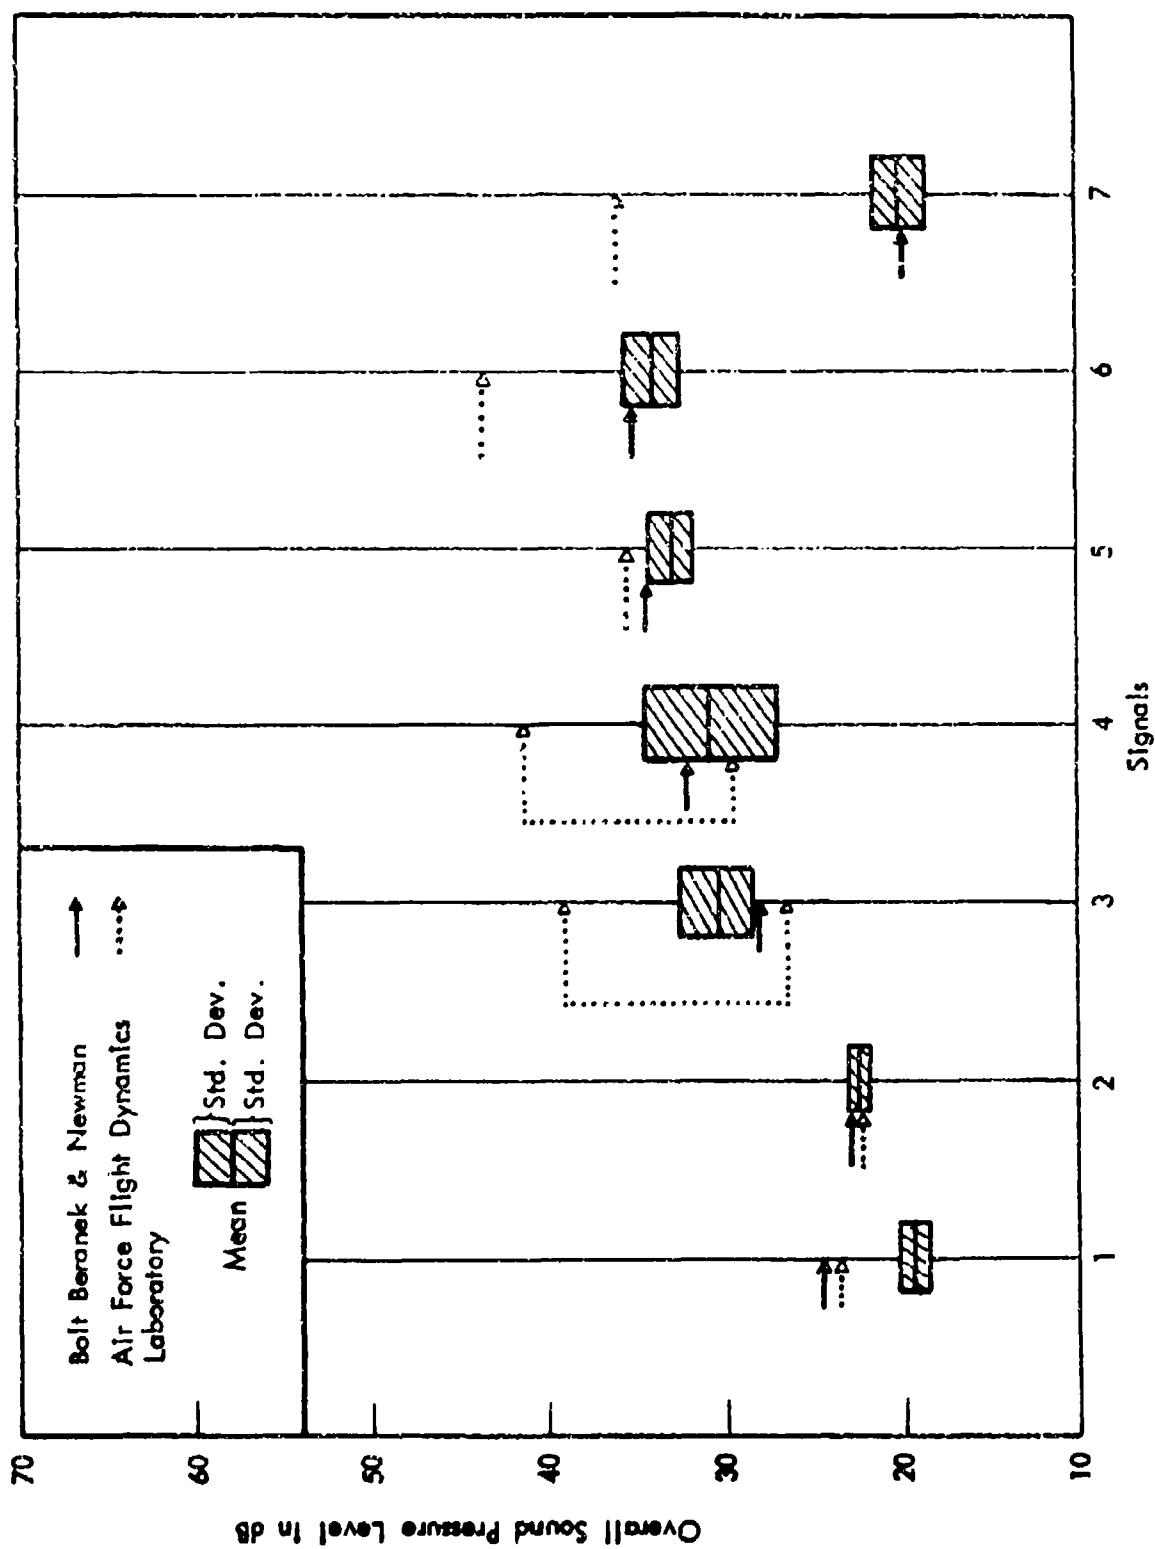 Bolt Beranek & Newman
Air Force Flight Dynamics
Laboratory
Mean
}Std. Dev.
}Std. Dev.
70
60
50
40
30
20
10
Overall Sound Pressure Level in dB
1
2
3
4
5
6
7
Signals